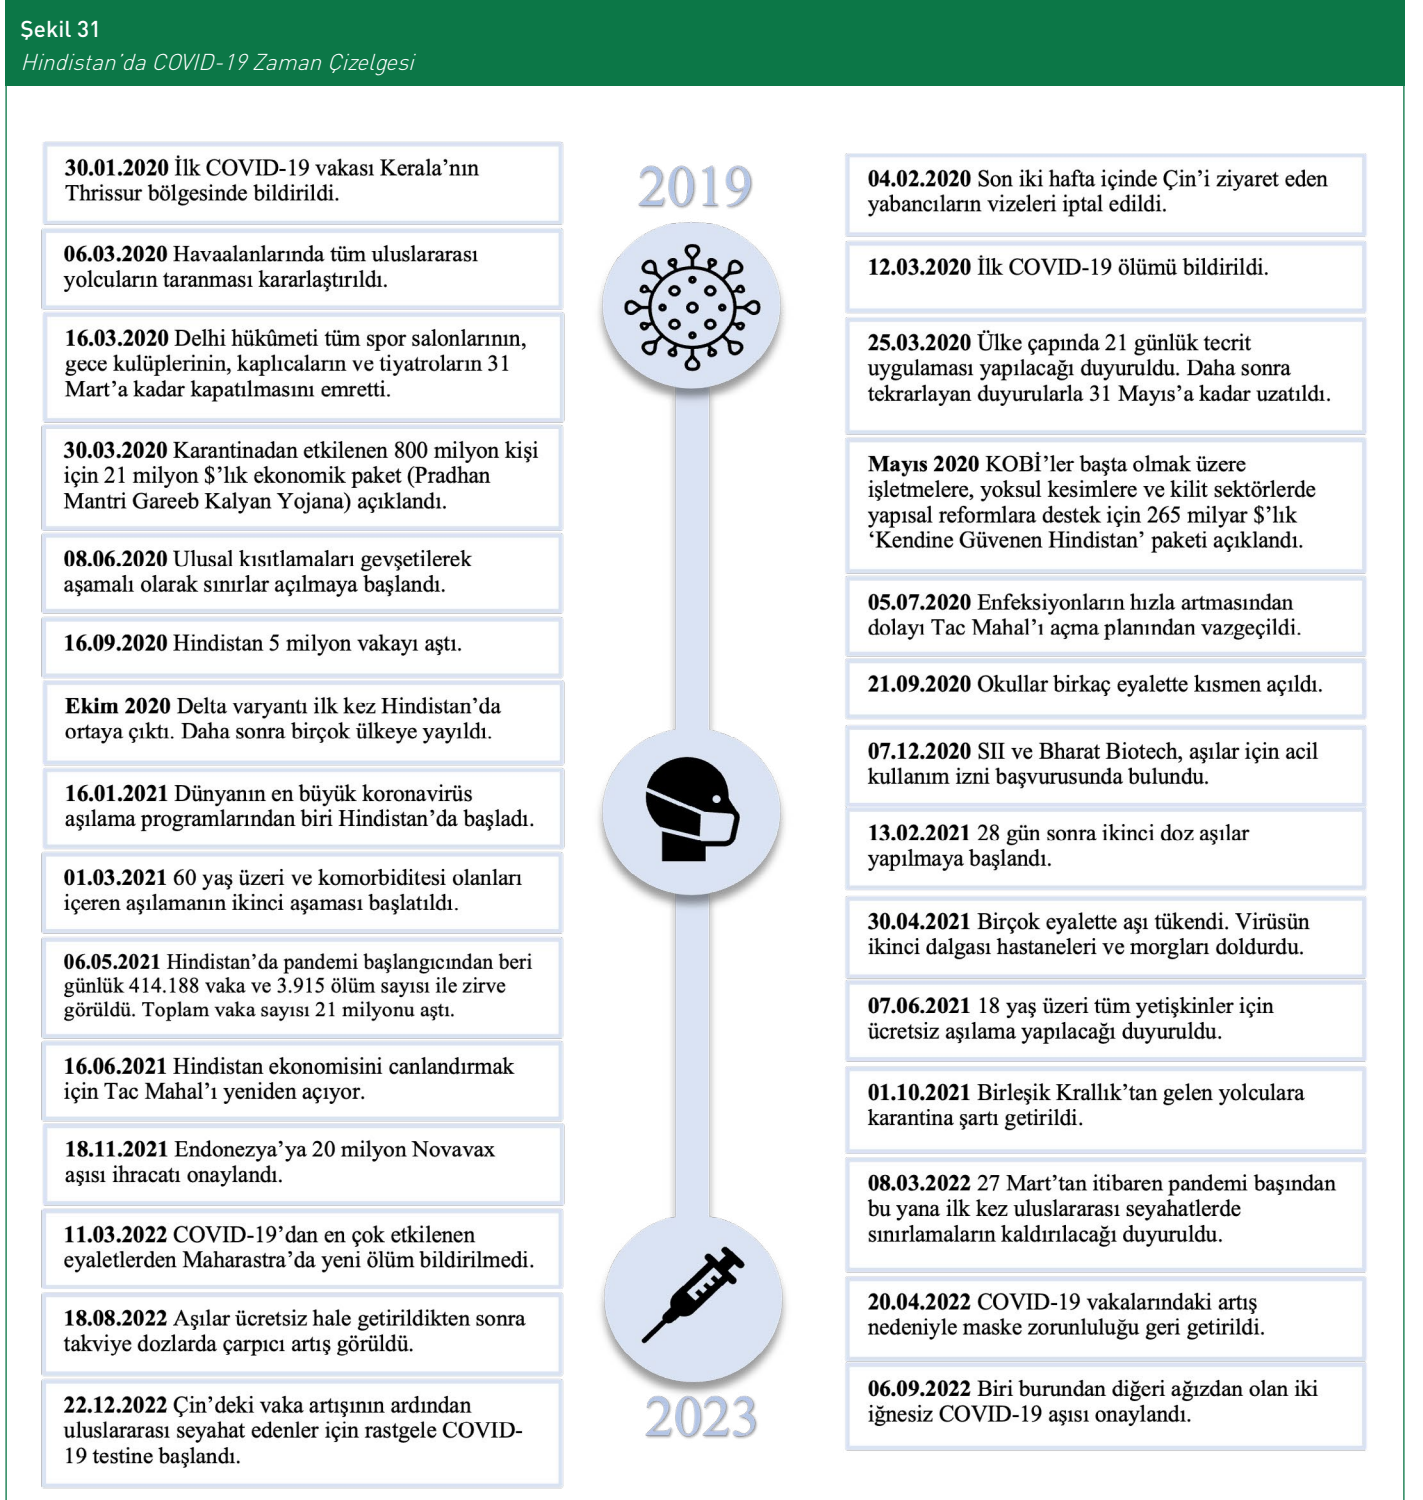 Şekil 31
Hindistan'da COVID-19 Zaman Çizelgesi
30.01.2020 İlk COVID-19 vakası Kerala'nın
Thrissur bölgesinde bildirildi.
06.03.2020 Havaalanlarında tüm uluslararası
yolcuların taranması kararlaştırıldı.
16.03.2020 Delhi hükûmeti tüm spor salonlarının,
gece kulüplerinin, kaplıcaların ve tiyatroların 31
Mart'a kadar kapatılmasını emretti.
30.03.2020 Karantinadan etkilenen 800 milyon kişi
için 21 milyon $'lık ekonomik paket (Pradhan
Mantri Gareeb Kalyan Yojana) açıklandı.
08.06.2020 Ulusal kısıtlamaları gevşetilerek
aşamalı olarak sınırlar açılmaya başlandı.
16.09.2020 Hindistan 5 milyon vakayı aştı.
Ekim 2020 Delta varyantı ilk kez Hindistan'da
ortaya çıktı. Daha sonra birçok ülkeye yayıldı.
16.01.2021 Dünyanın en büyük koronavirüs
aşılama programlarından biri Hindistan'da başladı.
01.03.2021 60 yaş üzeri ve komorbiditesi olanları
içeren aşılamanın ikinci aşaması başlatıldı.
06.05.2021 Hindistan'da pandemi başlangıcından beri
günlük 414.188 vaka ve 3.915 ölüm sayısı ile zirve
görüldü. Toplam vaka sayısı 21 milyonu aştı.
16.06.2021 Hindistan ekonomisini canlandırmak
için Tac Mahal'ı yeniden açıyor.
18.11.2021 Endonezya'ya 20 milyon Novavax
aşısı ihracatı onaylandı.
11.03.2022 COVID-19'dan en çok etkilenen
eyaletlerden Maharastra'da yeni ölüm bildirilmedi.
18.08.2022 Aşılar ücretsiz hale getirildikten sonra
takviye dozlarda çarpıcı artış görüldü.
22.12.2022 Çin'deki vaka artışının ardından
uluslararası seyahat edenler için rastgele COVID-
19 testine başlandı.
2019
2023
04.02.2020 Son iki hafta içinde Çin'i ziyaret eden
yabancıların vizeleri iptal edildi.
12.03.2020 İlk COVID-19 ölümü bildirildi.
25.03.2020 Ülke çapında 21 günlük tecrit
uygulaması yapılacağı duyuruldu. Daha sonra
tekrarlayan duyurularla 31 Mayıs'a kadar uzatıldı.
Mayıs 2020 KOBİ'ler başta olmak üzere
işletmelere, yoksul kesimlere ve kilit sektörlerde
yapısal reformlara destek için 265 milyar $'lık
'Kendine Güvenen Hindistan' paketi açıklandı.
05.07.2020 Enfeksiyonların hızla artmasından
dolayı Tac Mahal'ı açma planından vazgeçildi.
21.09.2020 Okullar birkaç eyalette kısmen açıldı.
07.12.2020 SII ve Bharat Biotech, aşılar için acil
kullanım izni başvurusunda bulundu.
13.02.2021 28 gün sonra ikinci doz aşılar
yapılmaya başlandı.
30.04.2021 Birçok eyalette aşı tükendi. Virüsün
ikinci dalgası hastaneleri ve morgları doldurdu.
07.06.2021 18 yaş üzeri tüm yetişkinler için
ücretsiz aşılama yapılacağı duyuruldu.
01.10.2021 Birleşik Krallık'tan gelen yolculara
karantina şartı getirildi.
08.03.2022 27 Mart'tan itibaren pandemi başından
bu yana ilk kez uluslararası seyahatlerde
sınırlamaların kaldırılacağı duyuruldu.
20.04.2022 COVID-19 vakalarındaki artış
nedeniyle maske zorunluluğu geri getirildi.
06.09.2022 Biri burundan diğeri ağızdan olan iki
iğnesiz COVID-19 aşısı onaylandı.